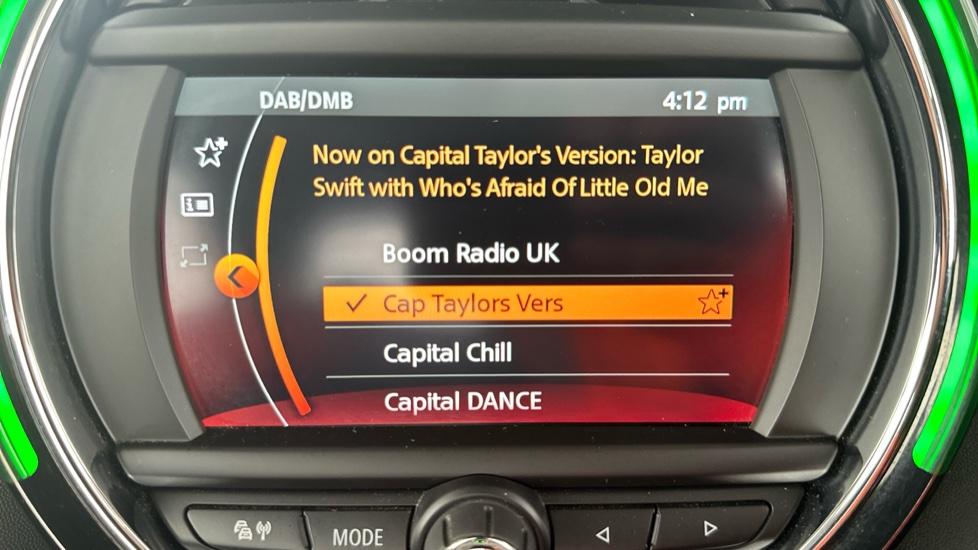 DAB/DMB
4:12 pm
Now on Capital Taylor's Version: Taylor
Swift with Who's Afraid Of Little Old Me
Boom Radio UK
Cap Taylors Vers
Capital Chill
Capital DANCE
MODE